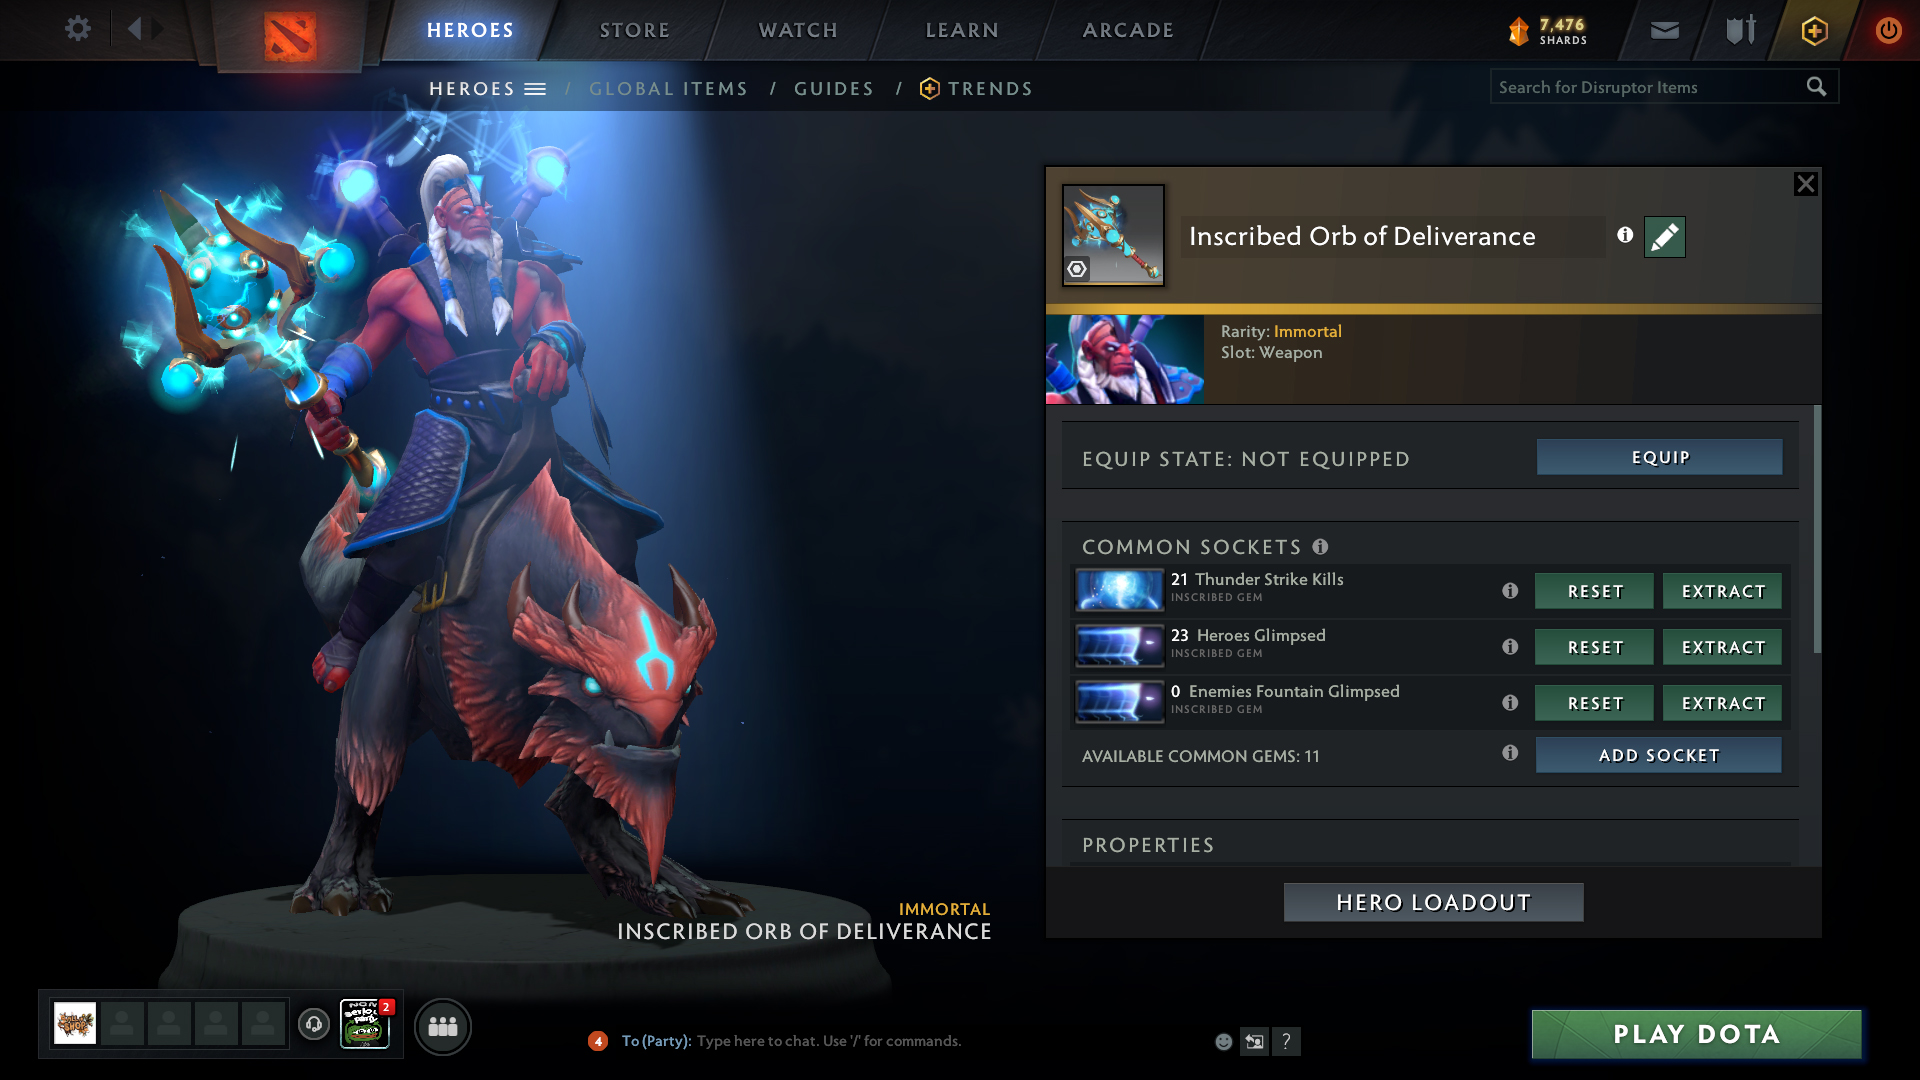 HEROES
STORE
WATCH
LEARN
ARCADE
7,476
SHARDS
HEROES / GLOBAL ITEMS / GUIDES / TRENDS
Search for Disruptor Items
Inscribed Orb of Deliverance
Rarity: Immortal
Slot: Weapon
EQUIP STATE: NOT EQUIPPED
EQUIP
COMMON SOCKETS
21 Thunder Strike Kills
INSCRIBED GEM
RESET
EXTRACT
23 Heroes Glimpsed
INSCRIBED GEM
RESET
EXTRACT
0 Enemies Fountain Glimpsed
INSCRIBED GEM
RESET
EXTRACT
AVAILABLE COMMON GEMS: 11
ADD SOCKET
PROPERTIES
HERO LOADOUT
IMMORTAL
INSCRIBED ORB OF DELIVERANCE
2
4
To (Party): Type here to chat. Use '/' for commands.
?
PLAY DOTA